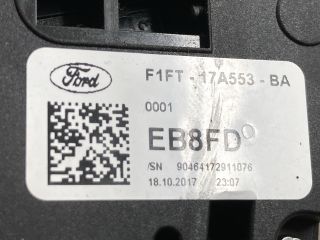 Ford
F1FT - 17A553 - BA
0001
EB8FD
/SN 90464172911076
18.10.2017 23:07